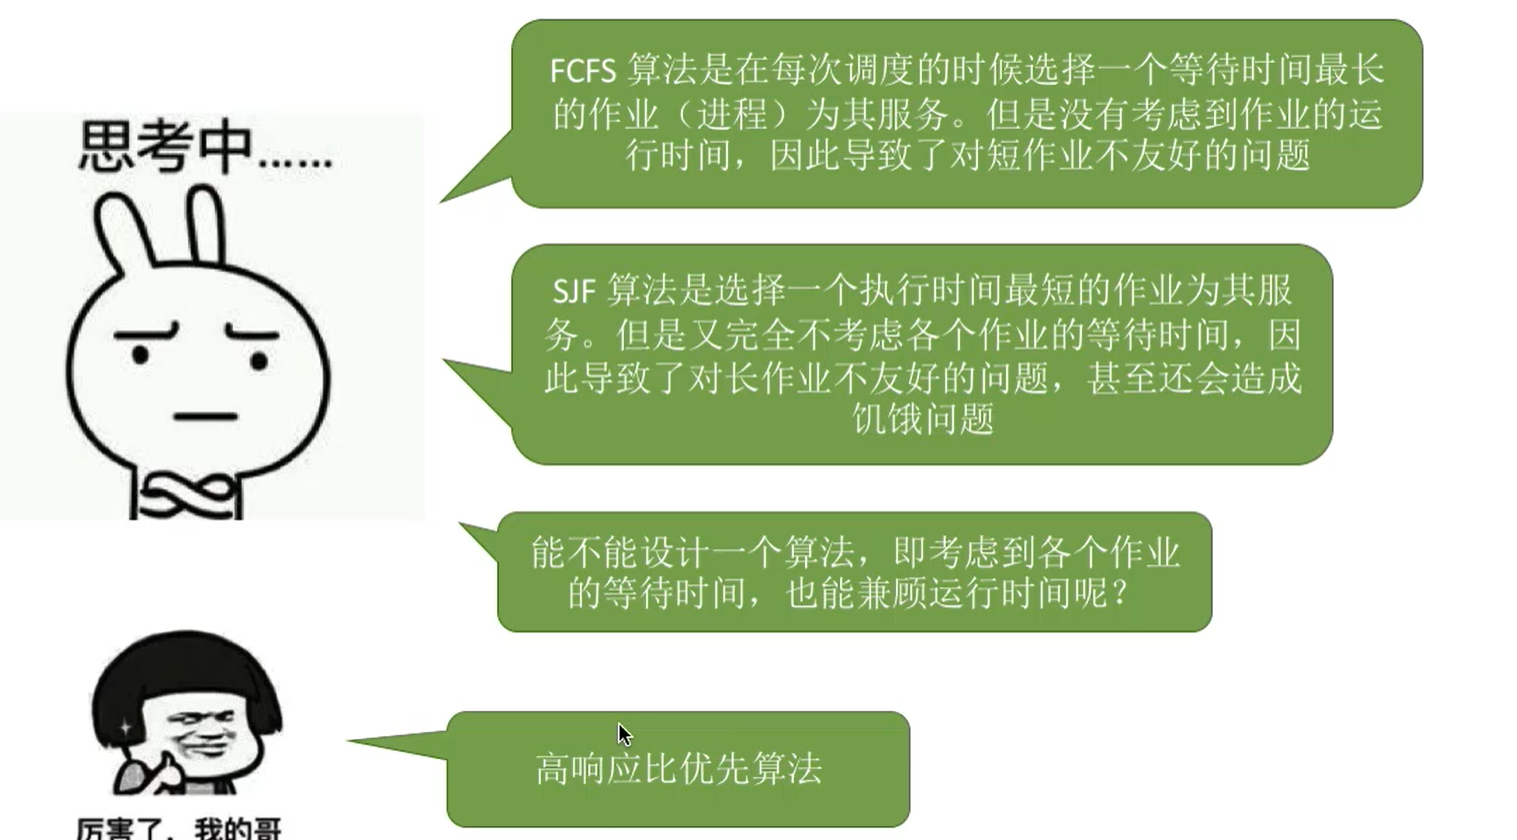 思考中……
FCFS 算法是在每次调度的时候选择一个等待时间最长
的作业（进程）为其服务。但是没有考虑到作业的运
行时间，因此导致了对短作业不友好的问题
SJF 算法是选择一个执行时间最短的作业为其服
务。但是又完全不考虑各个作业的等待时间，因
此导致了对长作业不友好的问题，甚至还会造成
饥饿问题
能不能设计一个算法，即考虑到各个作业
的等待时间，也能兼顾运行时间呢？
高响应比优先算法
厉害了，我的哥